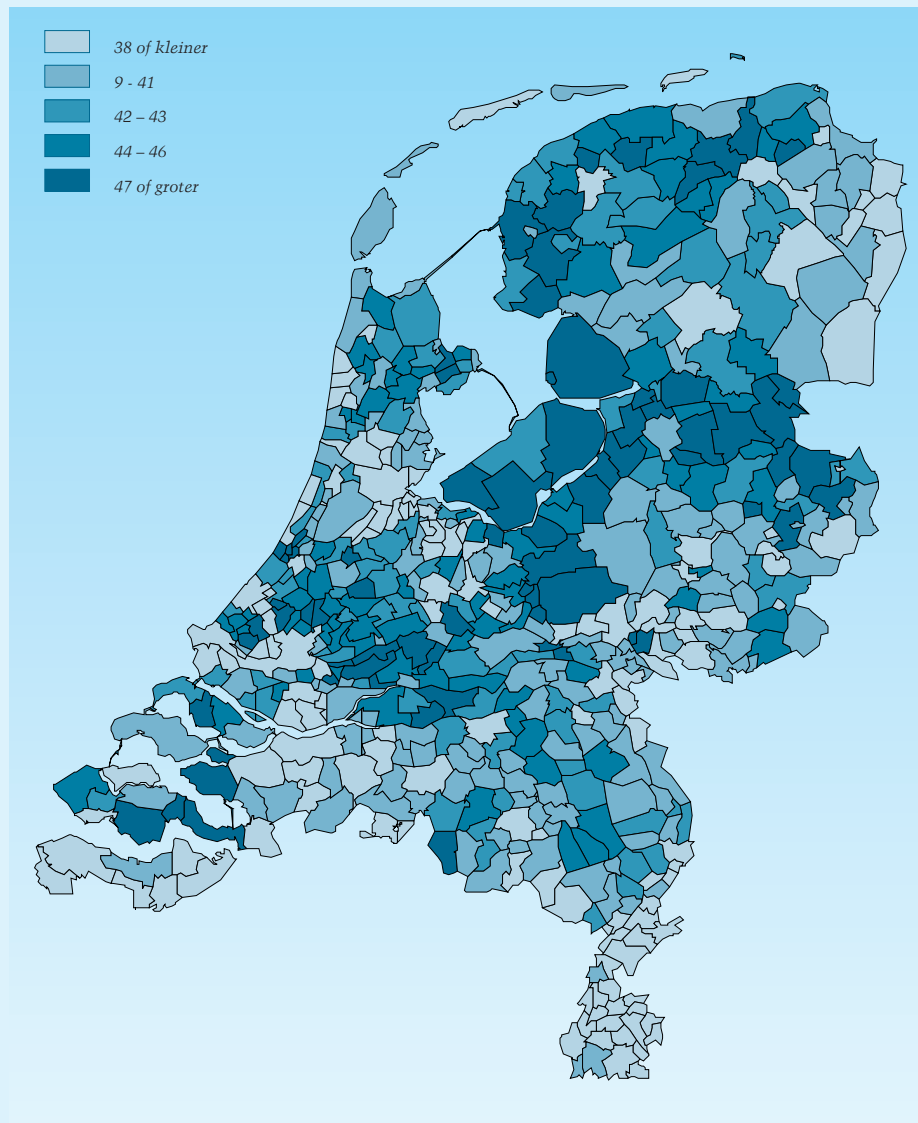 38 of kleiner
9 - 41
42 – 43
44 – 46
47 of groter